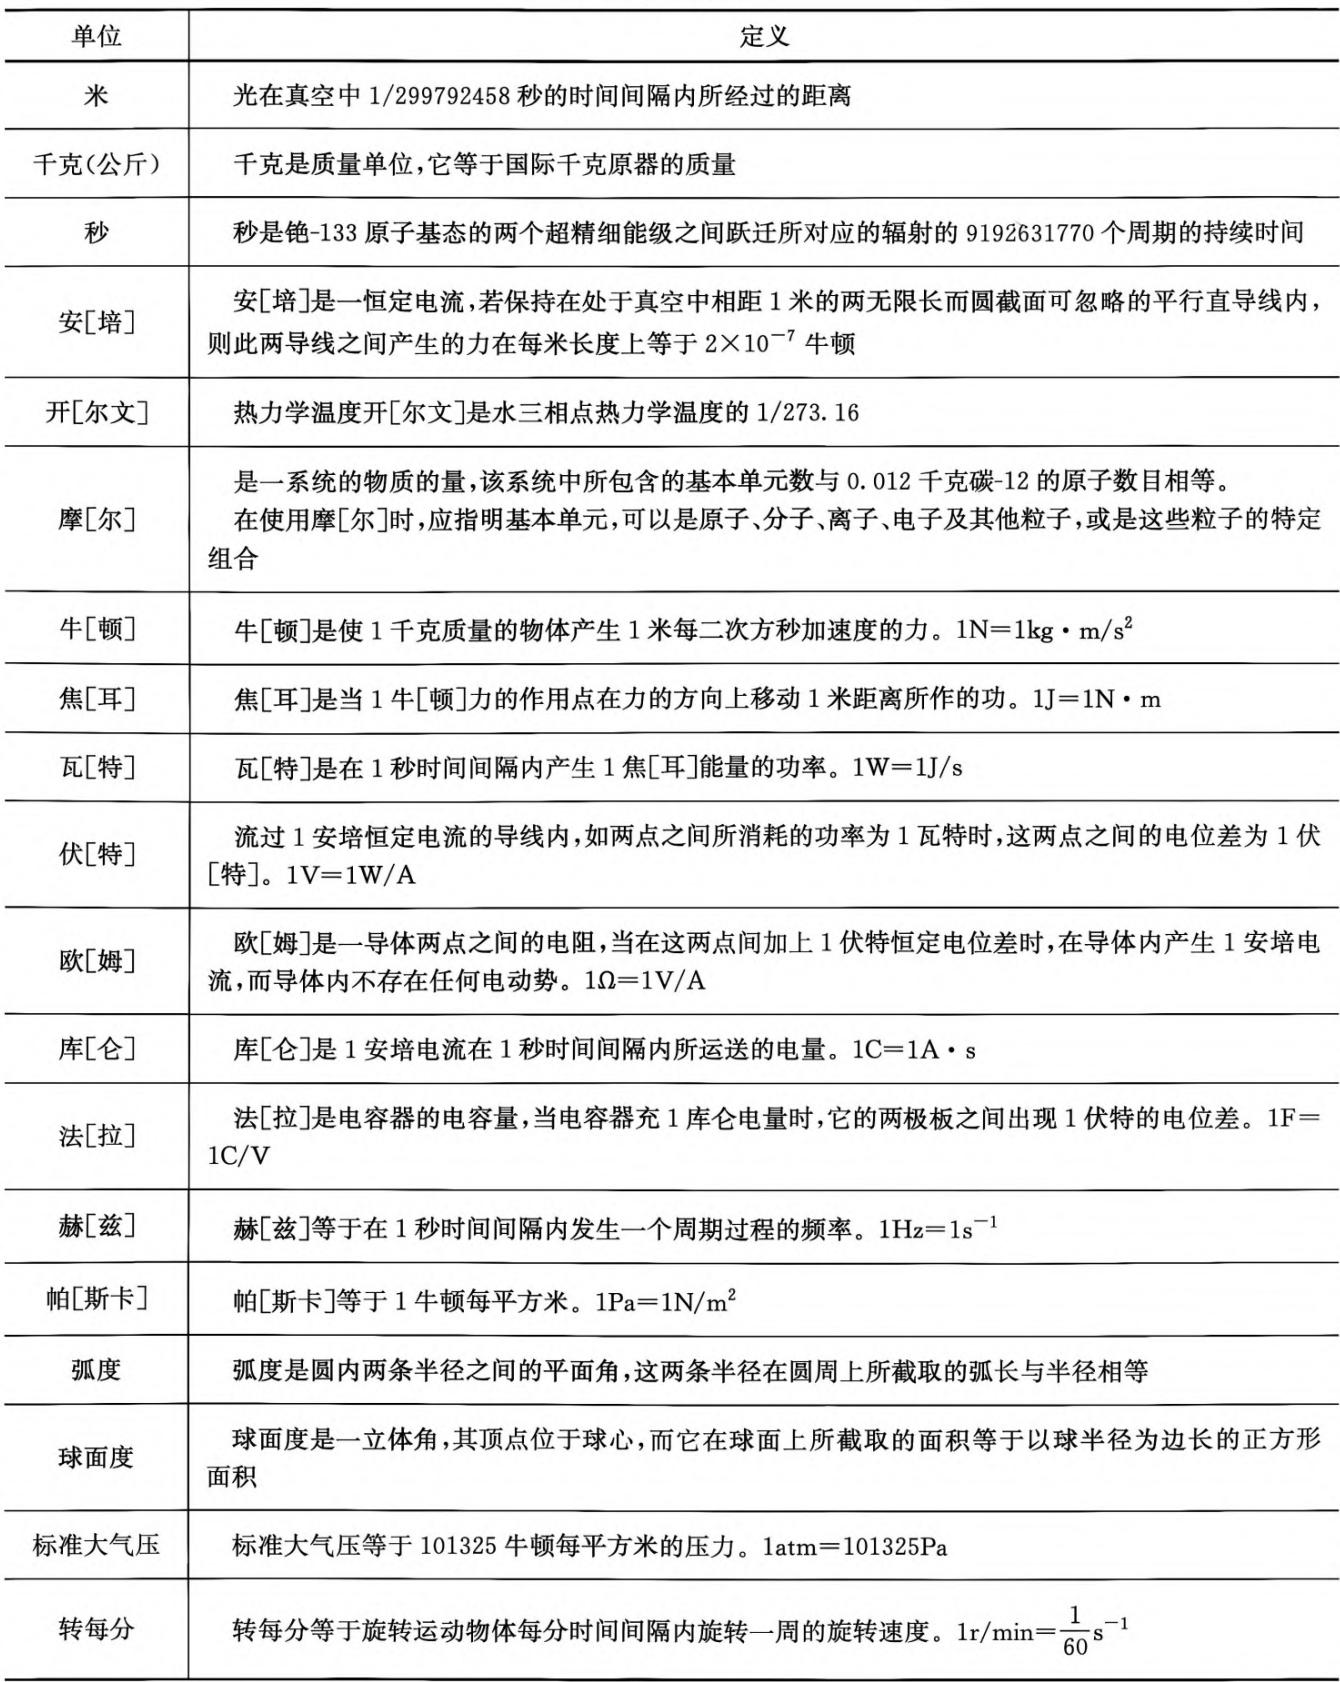 单位 定义
米 光在真空中 1/299792458 秒的时间间隔内所经过的距离
千克(公斤) 千克是质量单位,它等于国际千克原器的质量
秒 秒是铯-133 原子基态的两个超精细能级之间跃迁所对应的辐射的 9192631770 个周期的持续时间
安[培] 安[培]是一恒定电流,若保持在处于真空中相距 1 米的两无限长而圆截面可忽略的平行直导线内,
则此两导线之间产生的力在每米长度上等于 2×10⁻⁷ 牛顿
开[尔文] 热力学温度开[尔文]是水三相点热力学温度的 1/273.16
是一系统的物质的量,该系统中所包含的基本单元数与 0.012 千克碳-12 的原子数目相等。
摩[尔] 在使用摩[尔]时,应指明基本单元,可以是原子、分子、离子、电子及其他粒子,或是这些粒子的特定
组合
牛[顿] 牛[顿]是使 1 千克质量的物体产生 1 米每二次方秒加速度的力。1N=1kg·m/s²
焦[耳] 焦[耳]是当 1 牛[顿]力的作用点在力的方向上移动 1 米距离所作的功。1J=1N·m
瓦[特] 瓦[特]是在 1 秒时间间隔内产生 1 焦[耳]能量的功率。1W=1J/s
伏[特] 流过 1 安培恒定电流的导线内,如两点之间所消耗的功率为 1 瓦特时,这两点之间的电位差为 1 伏
[特]。1V=1W/A
欧[姆] 欧[姆]是一导体两点之间的电阻,当在这两点间加上 1 伏特恒定电位差时,在导体内产生 1 安培电
流,而导体内不存在任何电动势。1Ω=1V/A
库[仑] 库[仑]是 1 安培电流在 1 秒时间间隔内所运送的电量。1C=1A·s
法[拉] 法[拉]是电容器的电容量,当电容器充 1 库仑电量时,它的两极板之间出现 1 伏特的电位差。1F=
1C/V
赫[兹] 赫[兹]等于在 1 秒时间间隔内发生一个周期过程的频率。1Hz=1s⁻¹
帕[斯卡] 帕[斯卡]等于 1 牛顿每平方米。1Pa=1N/m²
弧度 弧度是圆内两条半径之间的平面角,这两条半径在圆周上所截取的弧长与半径相等
球面度 球面度是一立体角,其顶点位于球心,而它在球面上所截取的面积等于以球半径为边长的正方形
面积
标准大气压 标准大气压等于 101325 牛顿每平方米的压力。1atm=101325Pa
转每分 转每分等于旋转运动物体每分时间间隔内旋转一周的旋转速度。1r/min=1/60 s⁻¹